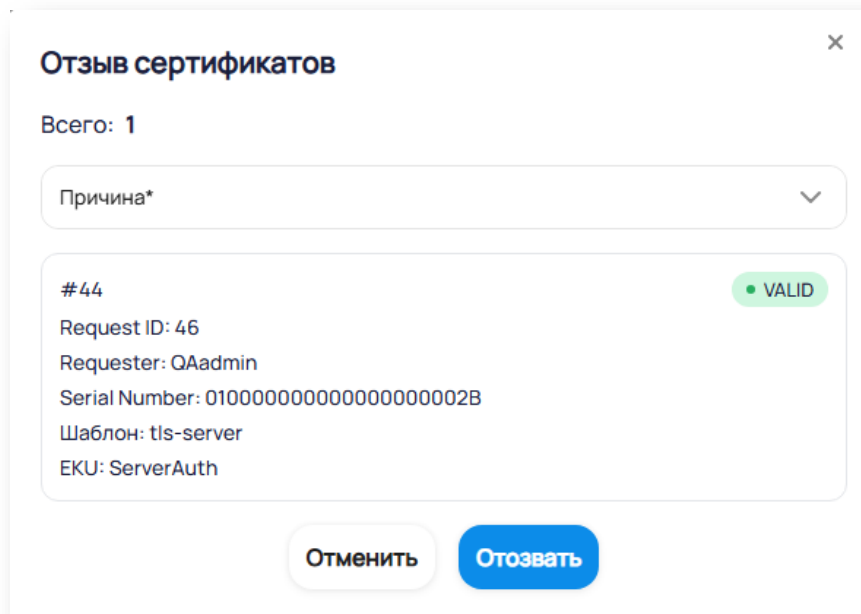 Отзыв сертификатов
Всего: 1
Причина*
#44
VALID
Request ID: 46
Requester: QAadmin
Serial Number: 010000000000000000002B
Шаблон: tls-server
EKU: ServerAuth
Отменить
Отозвать